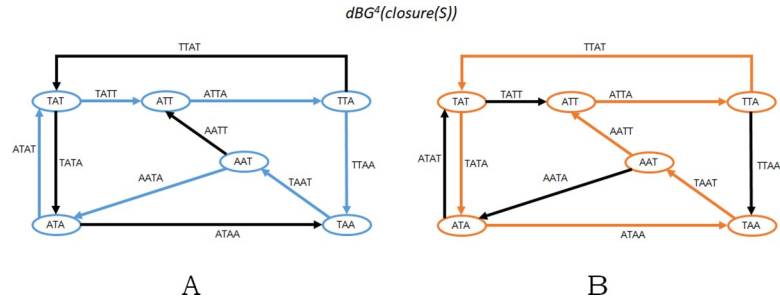 dBG⁴(closure(S))
TTAT
TTAT
TAT
TATT
ATT
ATTA
TTA
TAT
TATT
ATT
ATTA
TTA
AATT
AATT
ATAT
TATA
AAT
TTAA
ATAT
TATA
AAT
TTAA
AATA
TAAT
AATA
TAAT
ATA
ATAA
TAA
ATA
ATAA
TAA
A
B